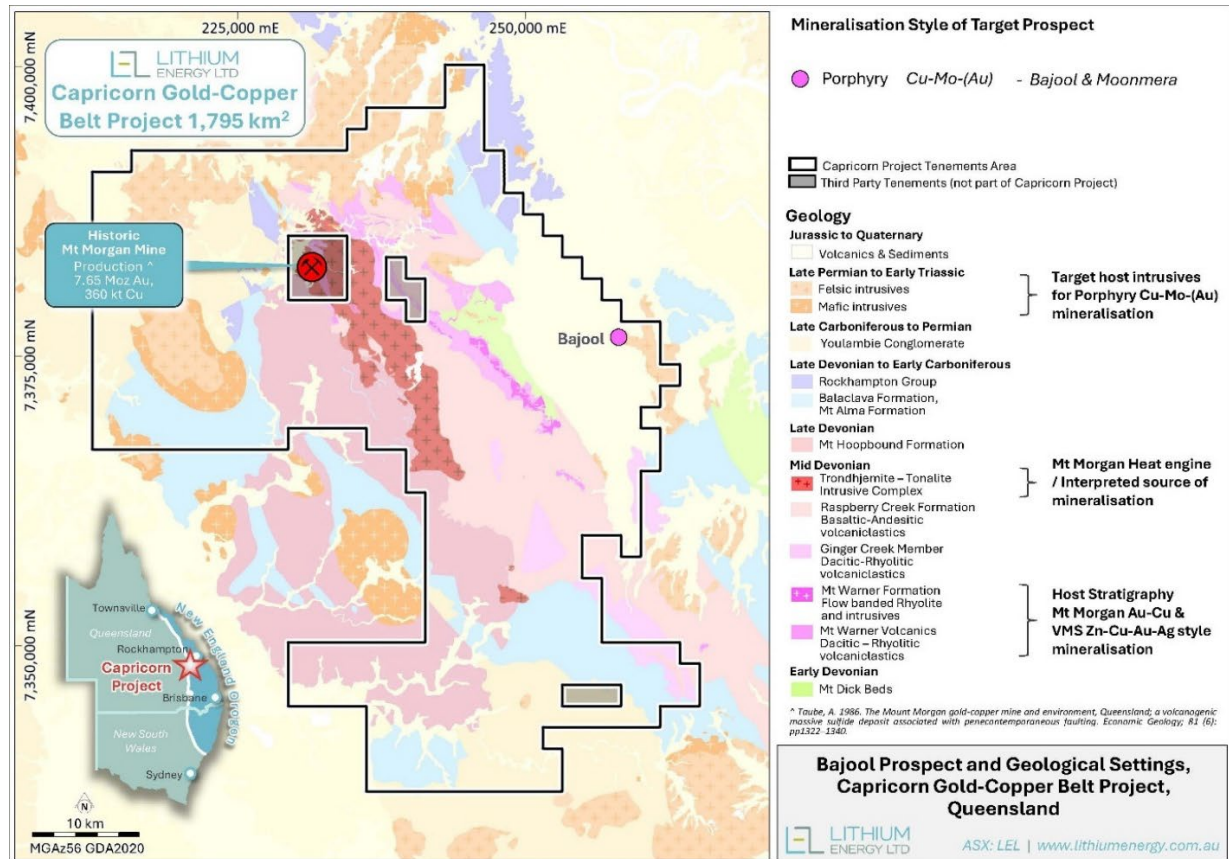 225,000 mE
250,000 mE
7,400,000 mN
7,375,000 mN
7,350,000 mN
LITHIUM
ENERGY LTD
Capricorn Gold-Copper
Belt Project 1,795 km²
Historic
Mt Morgan Mine
Production ^
7.65 Moz Au,
360 kt Cu
Bajool
Townsville
Queensland
Rockhampton
Capricorn
Project
Brisbane
New South
Wales
Sydney
New England Orogen
N
10 km
MGAz56 GDA2020
Mineralisation Style of Target Prospect
Porphyry Cu-Mo-(Au) - Bajool & Moonmera
Capricorn Project Tenements Area
Third Party Tenements (not part of Capricorn Project)
Geology
Jurassic to Quaternary
Volcanics & Sediments
Late Permian to Early Triassic
Felsic intrusives
Mafic intrusives
Target host intrusives
for Porphyry Cu-Mo-(Au)
mineralisation
Late Carboniferous to Permian
Youlambie Conglomerate
Late Devonian to Early Carboniferous
Rockhampton Group
Balaclava Formation,
Mt Alma Formation
Late Devonian
Mt Hoopbound Formation
Mid Devonian
Trondhjemite – Tonalite
Intrusive Complex
Mt Morgan Heat engine
/ Interpreted source of
mineralisation
Raspberry Creek Formation
Basaltic-Andesitic
volcaniclastics
Ginger Creek Member
Dacitic-Rhyolitic
volcaniclastics
Mt Warner Formation
Flow banded Rhyolite
and intrusives
Mt Warner Volcanics
Dacitic – Rhyolitic
volcaniclastics
Host Stratigraphy
Mt Morgan Au-Cu &
VMS Zn-Cu-Au-Ag style
mineralisation
Early Devonian
Mt Dick Beds
^ Taube, A. 1986. The Mount Morgan gold-copper mine and environment, Queensland; a volcanogenic
massive sulfide deposit associated with penecontemporaneous faulting. Economic Geology; 81 (6):
pp1322–1340.
Bajool Prospect and Geological Settings,
Capricorn Gold-Copper Belt Project,
Queensland
LITHIUM
ENERGY LTD
ASX: LEL | www.lithiumenergy.com.au